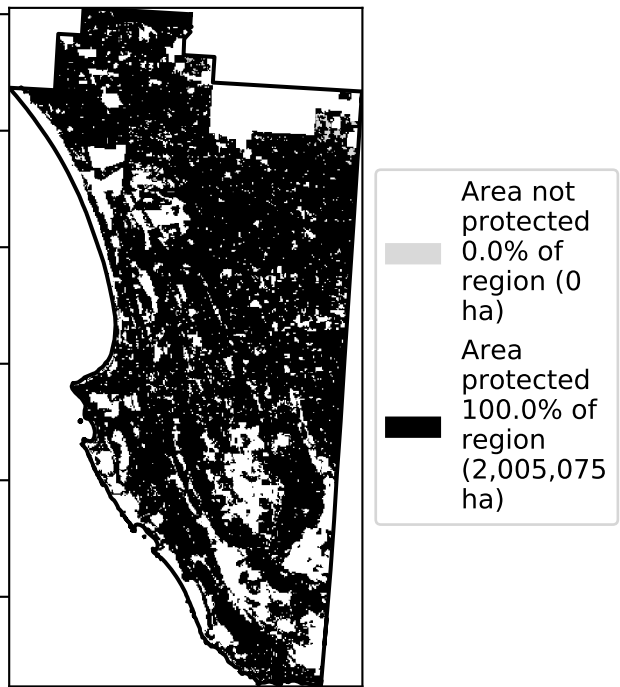 Area not
protected
0.0% of
region (0
ha)
Area
protected
100.0% of
region
(2,005,075
ha)